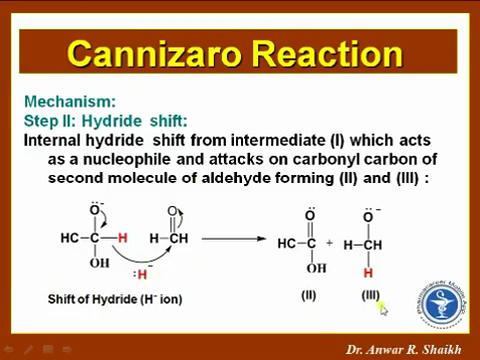 Cannizaro Reaction
Mechanism:
Step II: Hydride shift:
Internal hydride shift from intermediate (I) which acts
as a nucleophile and attacks on carbonyl carbon of
second molecule of aldehyde forming (II) and (III) :
O O O O
HC C H H CH HC C + H CH
OH OH H
:H
Shift of Hydride (H⁻ ion) (II) (III)
Dr. Anwar R. Shaikh